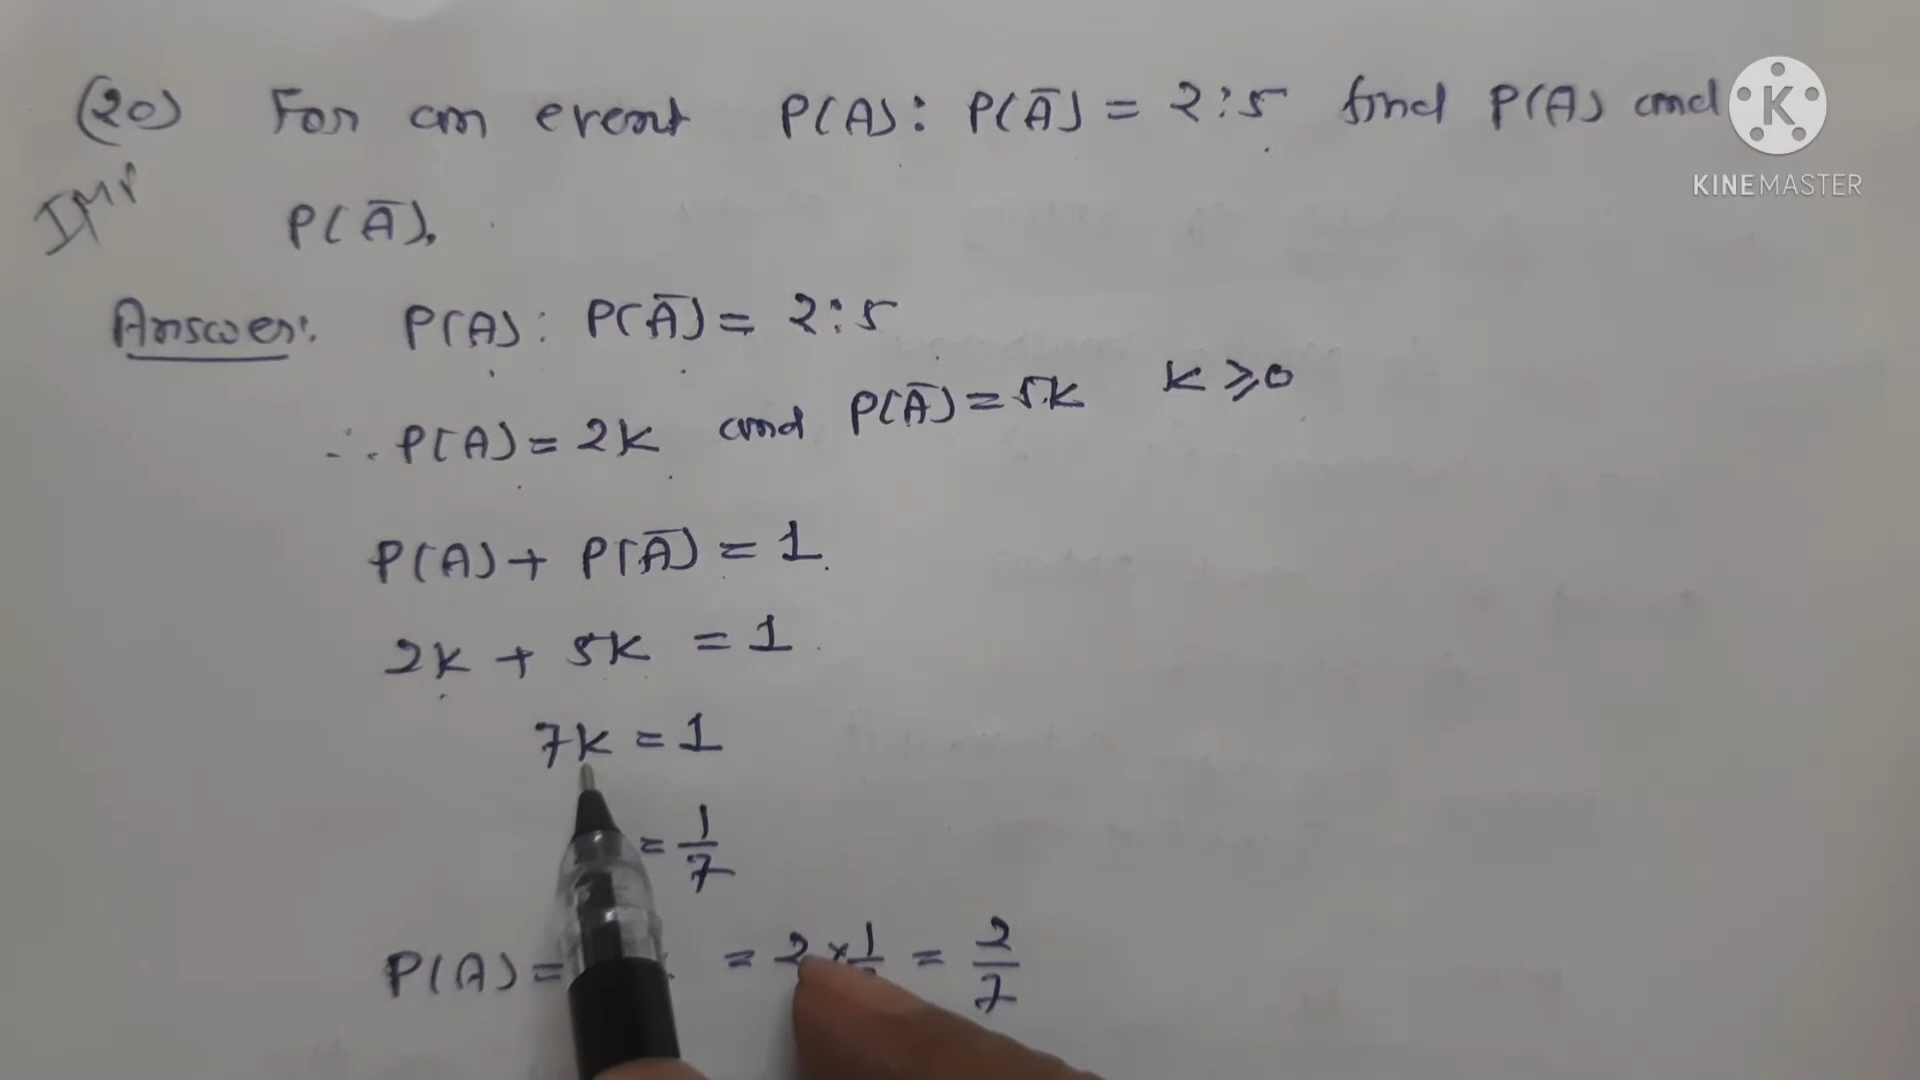 (20) For an event P(A): P(Ā) = 2:5 find P(A) and
IMP
P(Ā).
Answer: P(A): P(Ā) = 2:5
∴ P(A) = 2K and P(Ā) = 5K K ⩾ 0
P(A) + P(Ā) = 1.
2K + 5K = 1
7K = 1
= 1/7
P(A) = = 2 × 1/ = 2/7
K
KINEMASTER